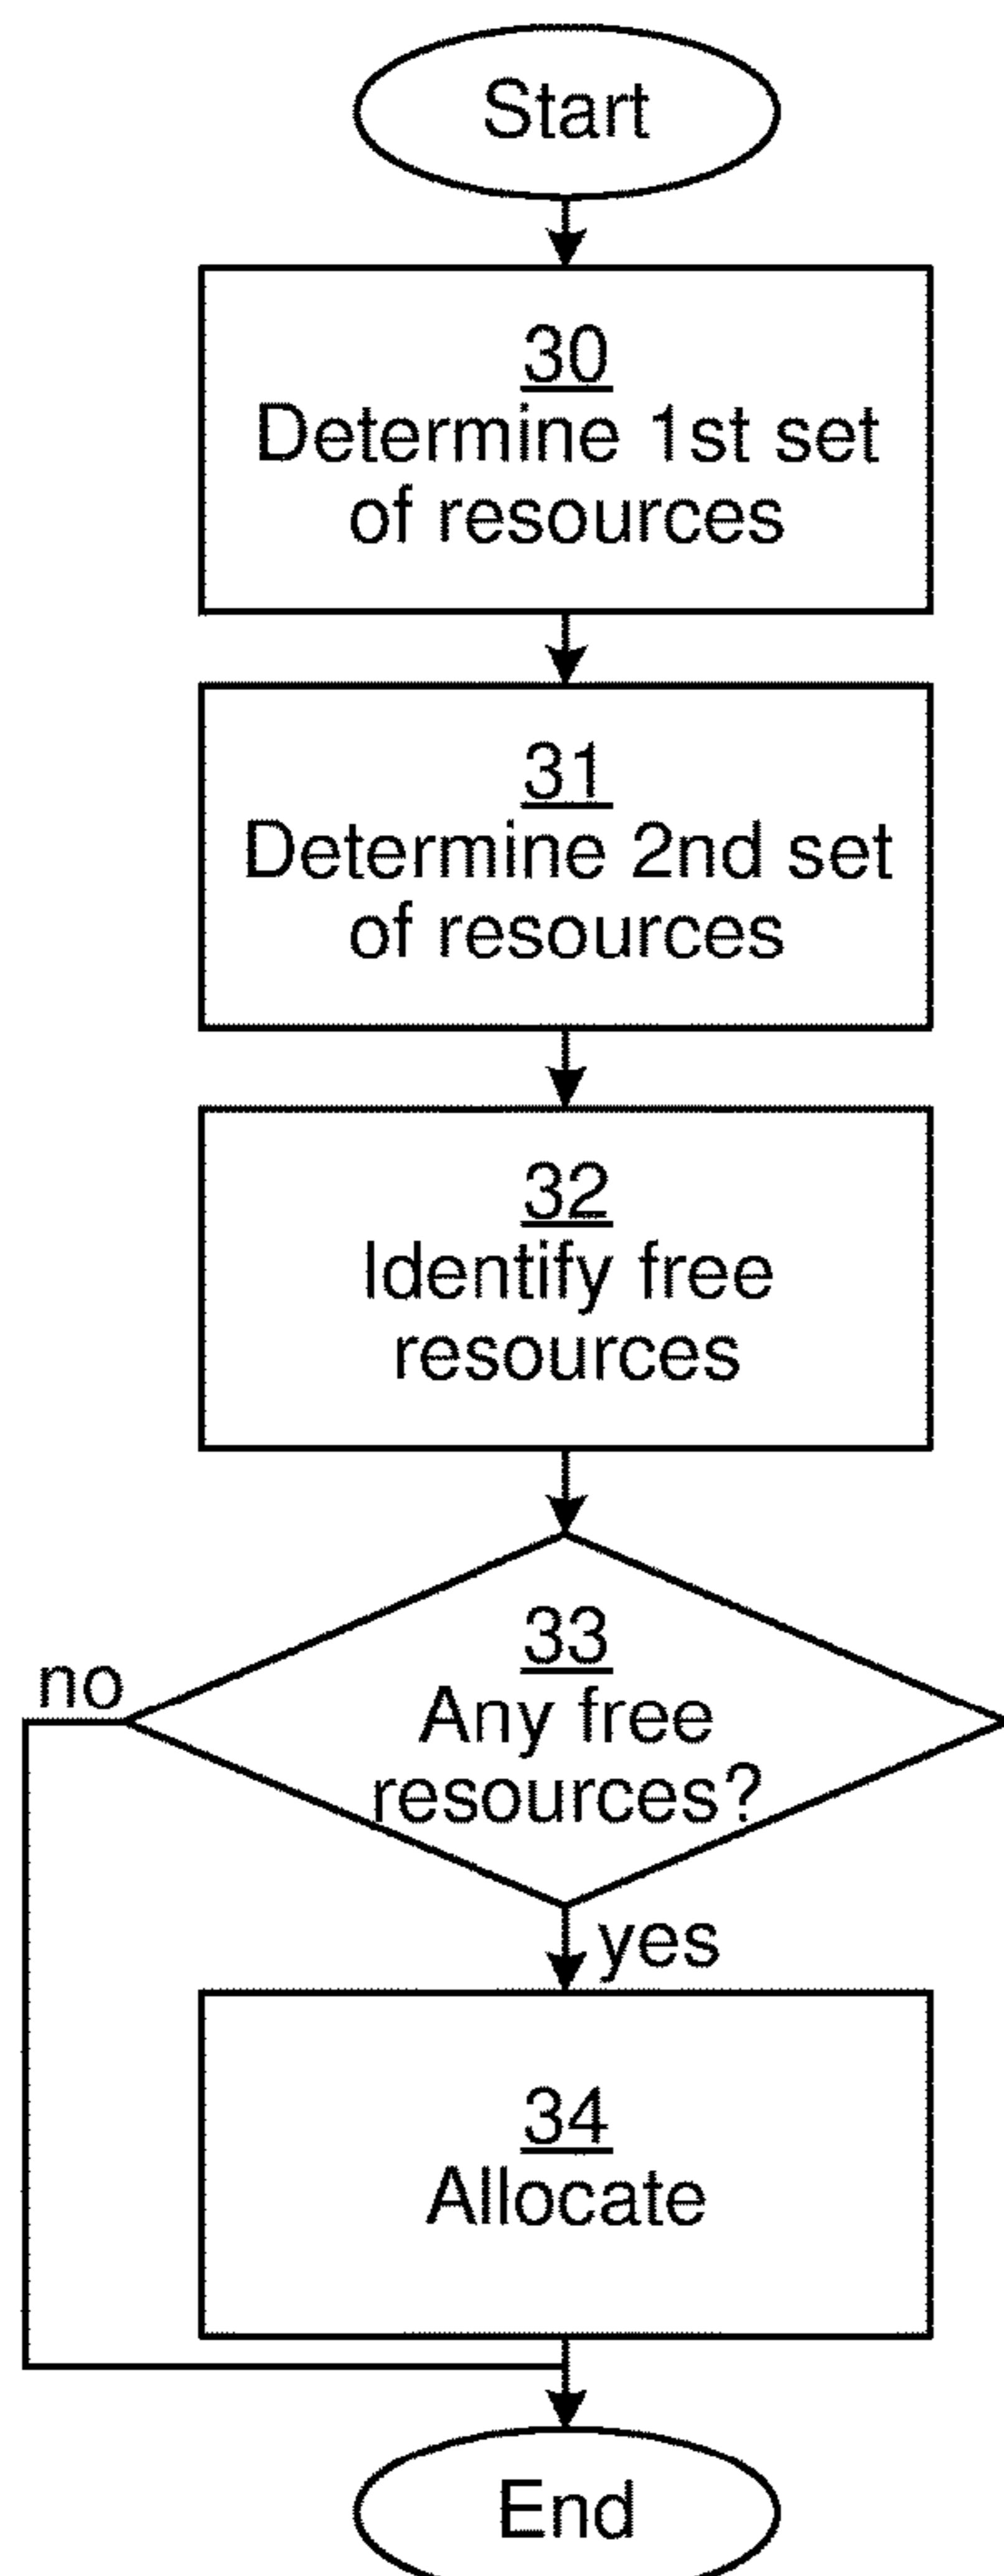 Start
30
Determine 1st set
of resources
31
Determine 2nd set
of resources
32
Identify free
resources
33
Any free
resources?
no
yes
34
Allocate
End